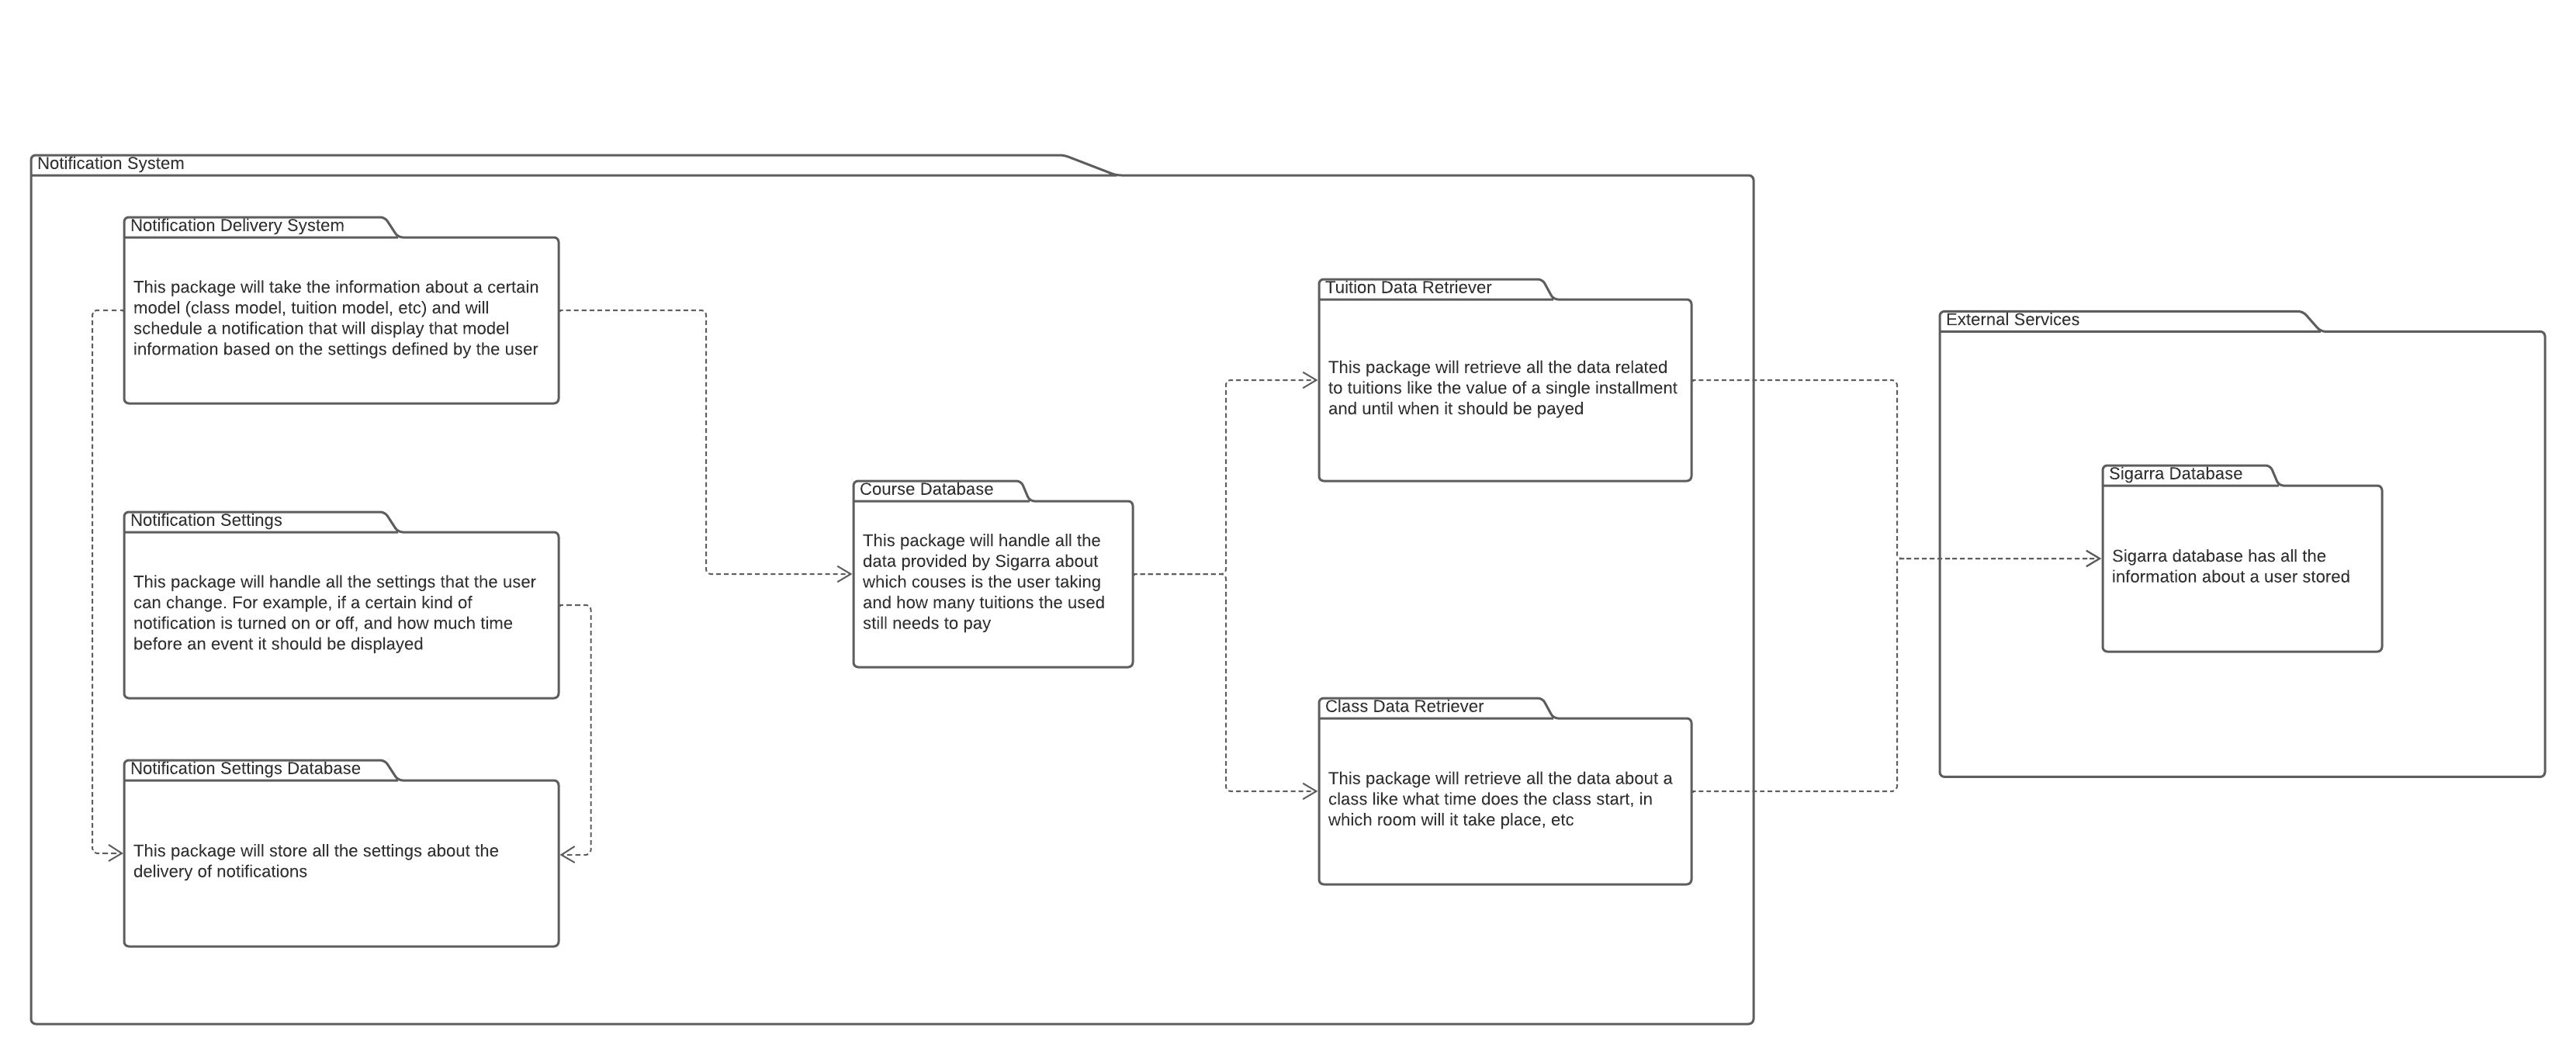 Notification System
Notification Delivery System
This package will take the information about a certain
model (class model, tuition model, etc) and will
schedule a notification that will display that model
information based on the settings defined by the user
Notification Settings
This package will handle all the settings that the user
can change. For example, if a certain kind of
notification is turned on or off, and how much time
before an event it should be displayed
Notification Settings Database
This package will store all the settings about the
delivery of notifications
Course Database
This package will handle all the
data provided by Sigarra about
which couses is the user taking
and how many tuitions the used
still needs to pay
Tuition Data Retriever
This package will retrieve all the data related
to tuitions like the value of a single installment
and until when it should be payed
Class Data Retriever
This package will retrieve all the data about a
class like what time does the class start, in
which room will it take place, etc
External Services
Sigarra Database
Sigarra database has all the
information about a user stored